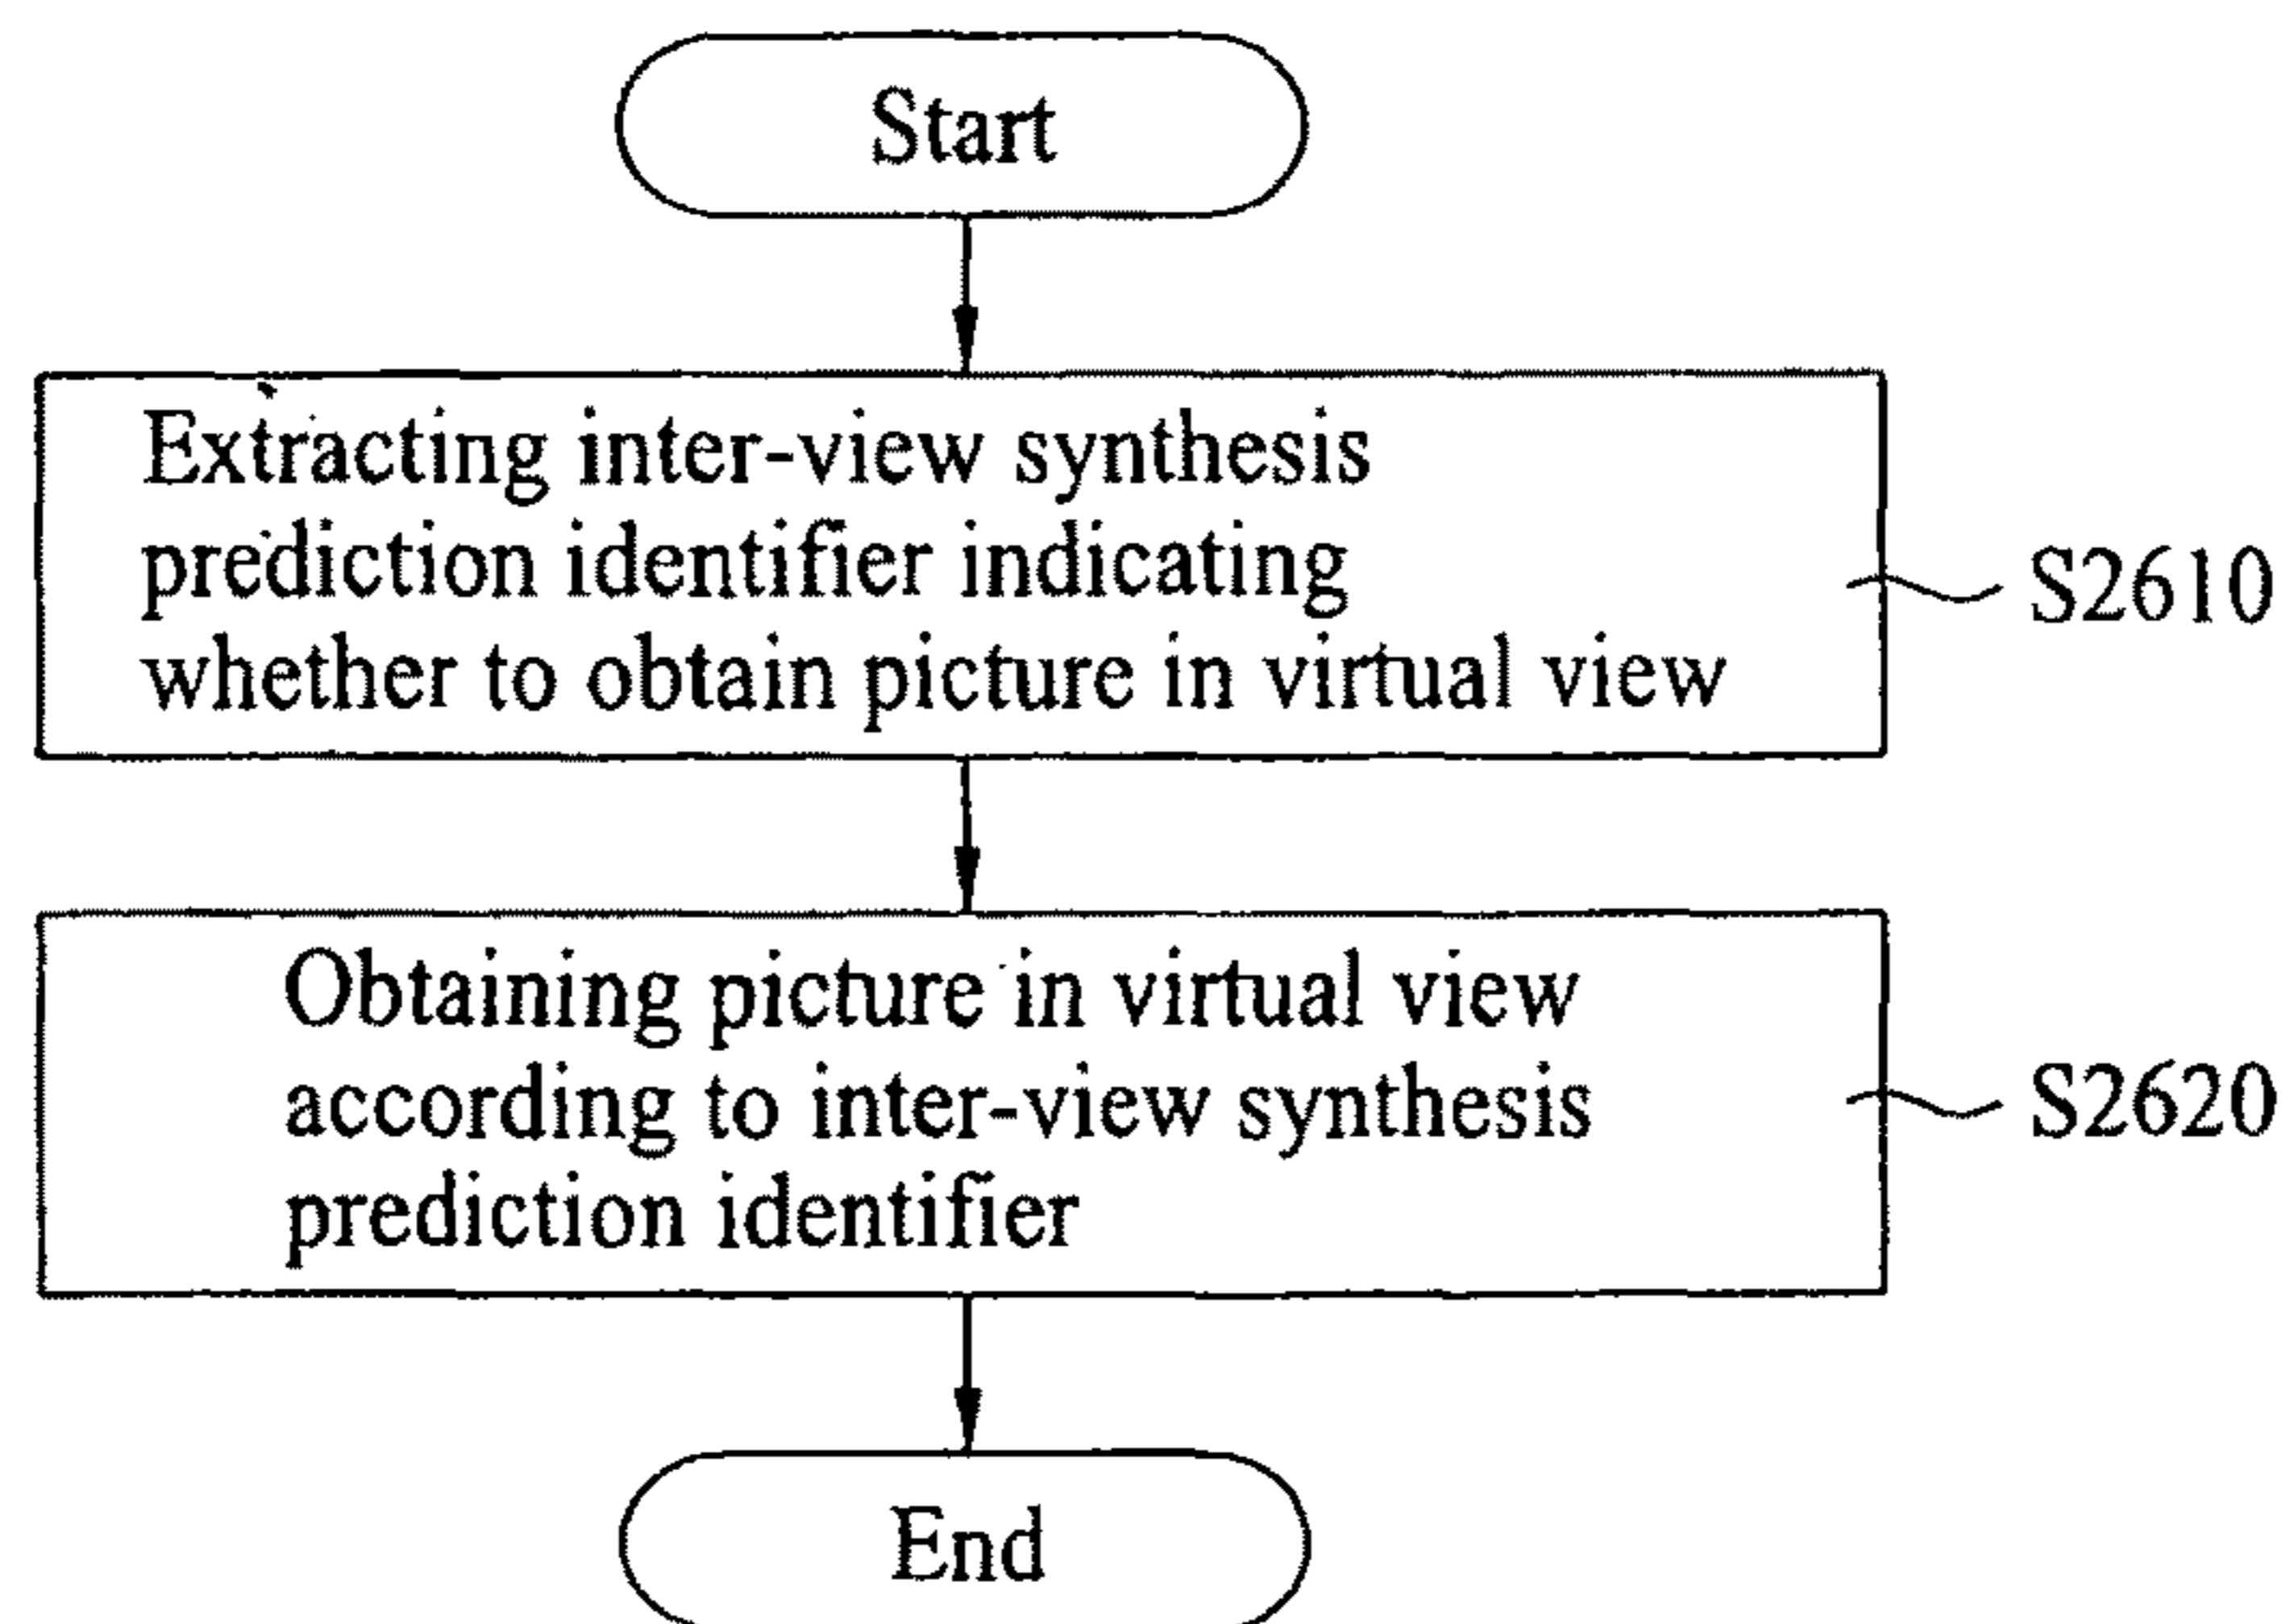 Start
Extracting inter-view synthesis
prediction identifier indicating
whether to obtain picture in virtual view
S2610
Obtaining picture in virtual view
according to inter-view synthesis
prediction identifier
S2620
End